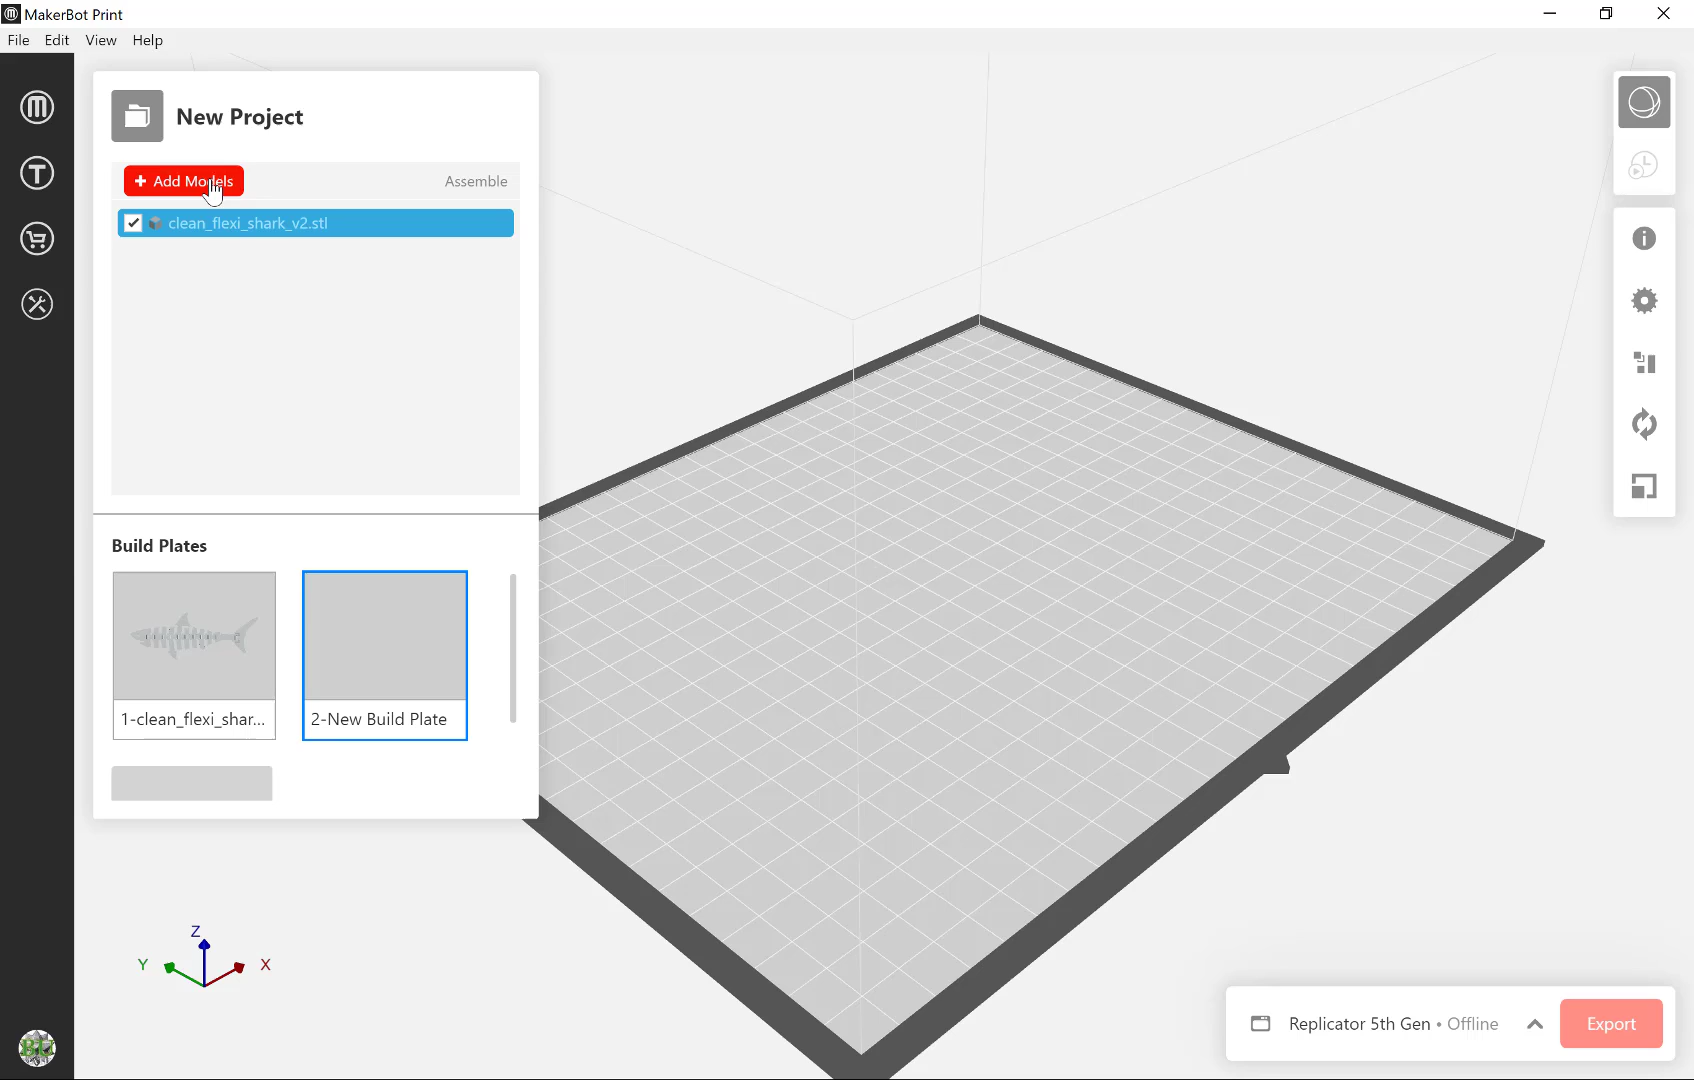 MakerBot Print
File Edit View Help
New Project
+ Add Models
Assemble
clean_flexi_shark_v2.stl
Build Plates
1-clean_flexi_shar...
2-New Build Plate
Z
Y
X
Replicator 5th Gen • Offline
Export